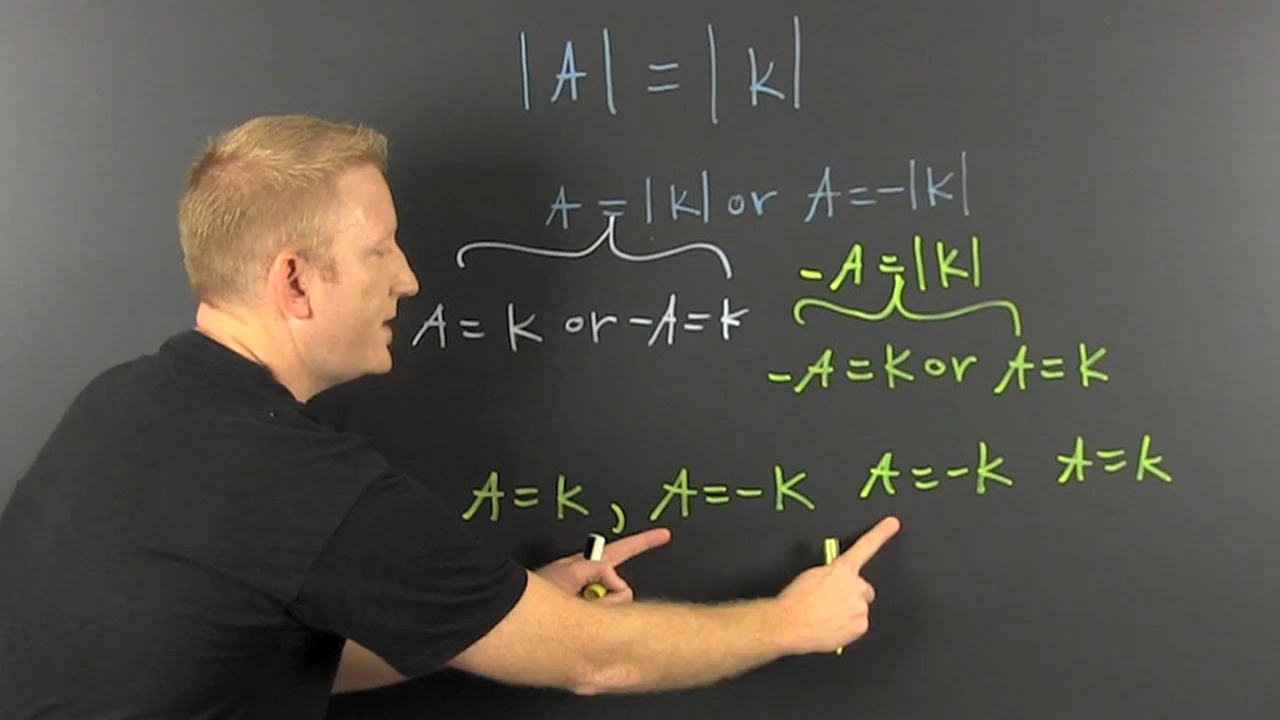 |A| = |K|
A = |K| or A = -|K|
-A = |K|
A = K or -A = K
-A = K or A = K
A = K, A = -K A = -K A = K